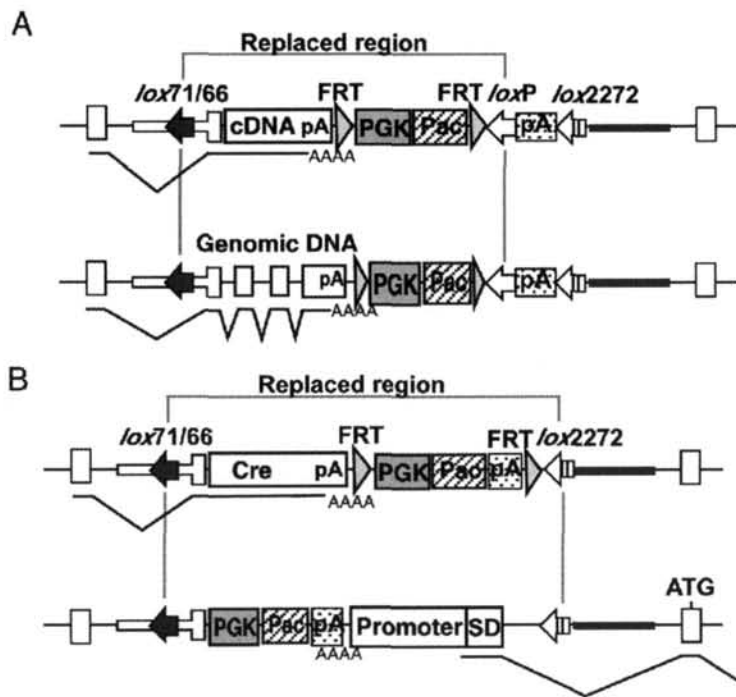 A
Replaced region
lox71/66 FRT FRT loxP lox2272
cDNA pA PGK Pac pA
AAAA
Genomic DNA
pA PGK Pac pA
AAAA
B
Replaced region
lox71/66 FRT FRT lox2272
Cre pA PGK Pac pA
AAAA
ATG
PGK Pac pA Promoter SD
AAAA